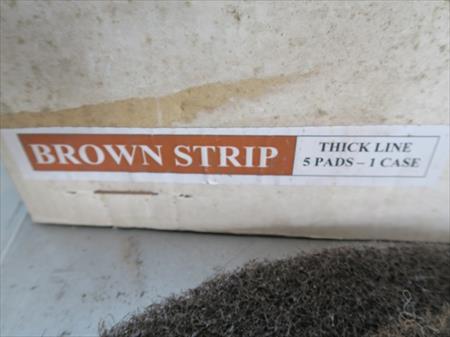 BROWN STRIP
THICK LINE
5 PADS – 1 CASE